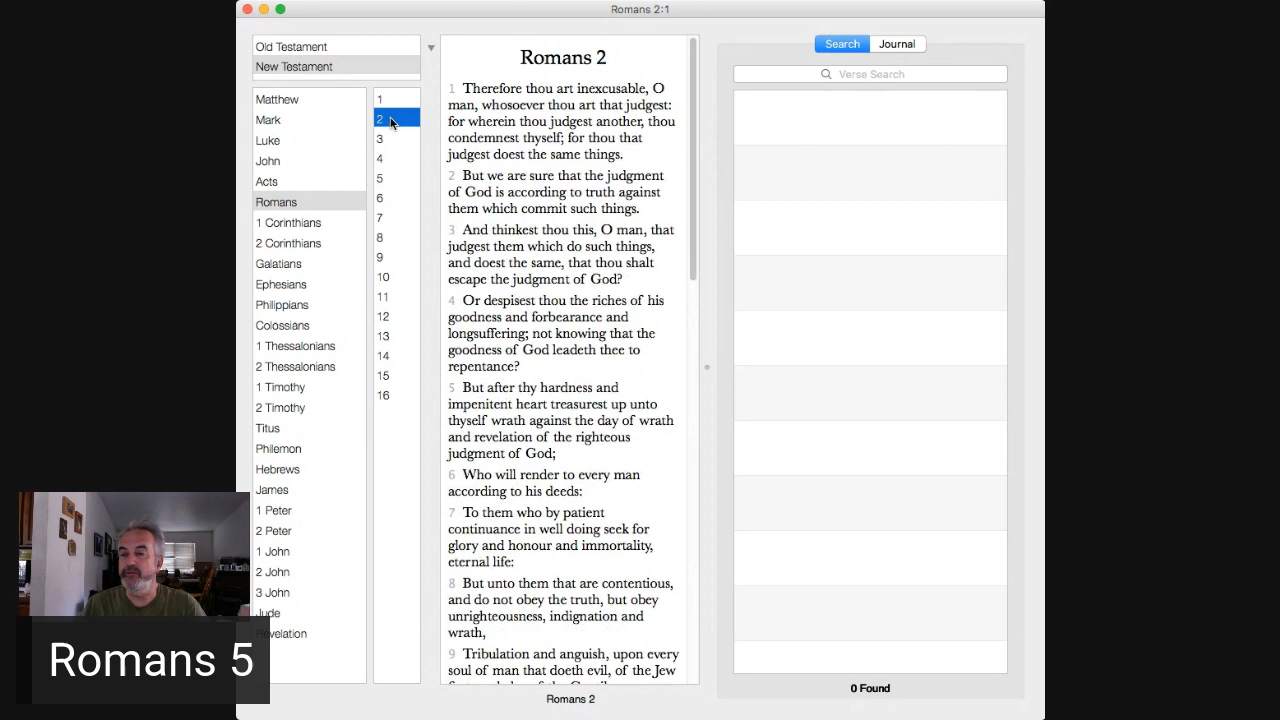 Romans 2:1
Old Testament
New Testament
Matthew
Mark
Luke
John
Acts
Romans
1 Corinthians
2 Corinthians
Galatians
Ephesians
Philippians
Colossians
1 Thessalonians
2 Thessalonians
1 Timothy
2 Timothy
Titus
Philemon
Hebrews
James
1 Peter
2 Peter
1 John
2 John
3 John
Jude
Revelation
1
2
3
4
5
6
7
8
9
10
11
12
13
14
15
16
Romans 2
1 Therefore thou art inexcusable, O
man, whosoever thou art that judgest:
for wherein thou judgest another, thou
condemnest thyself; for thou that
judgest doest the same things.
2 But we are sure that the judgment
of God is according to truth against
them which commit such things.
3 And thinkest thou this, O man, that
judgest them which do such things,
and doest the same, that thou shalt
escape the judgment of God?
4 Or despisest thou the riches of his
goodness and forbearance and
longsuffering; not knowing that the
goodness of God leadeth thee to
repentance?
5 But after thy hardness and
impenitent heart treasurest up unto
thyself wrath against the day of wrath
and revelation of the righteous
judgment of God;
6 Who will render to every man
according to his deeds:
7 To them who by patient
continuance in well doing seek for
glory and honour and immortality,
eternal life:
8 But unto them that are contentious,
and do not obey the truth, but obey
unrighteousness, indignation and
wrath,
9 Tribulation and anguish, upon every
soul of man that doeth evil, of the Jew
Romans 2
Search
Journal
Verse Search
0 Found
Romans 5